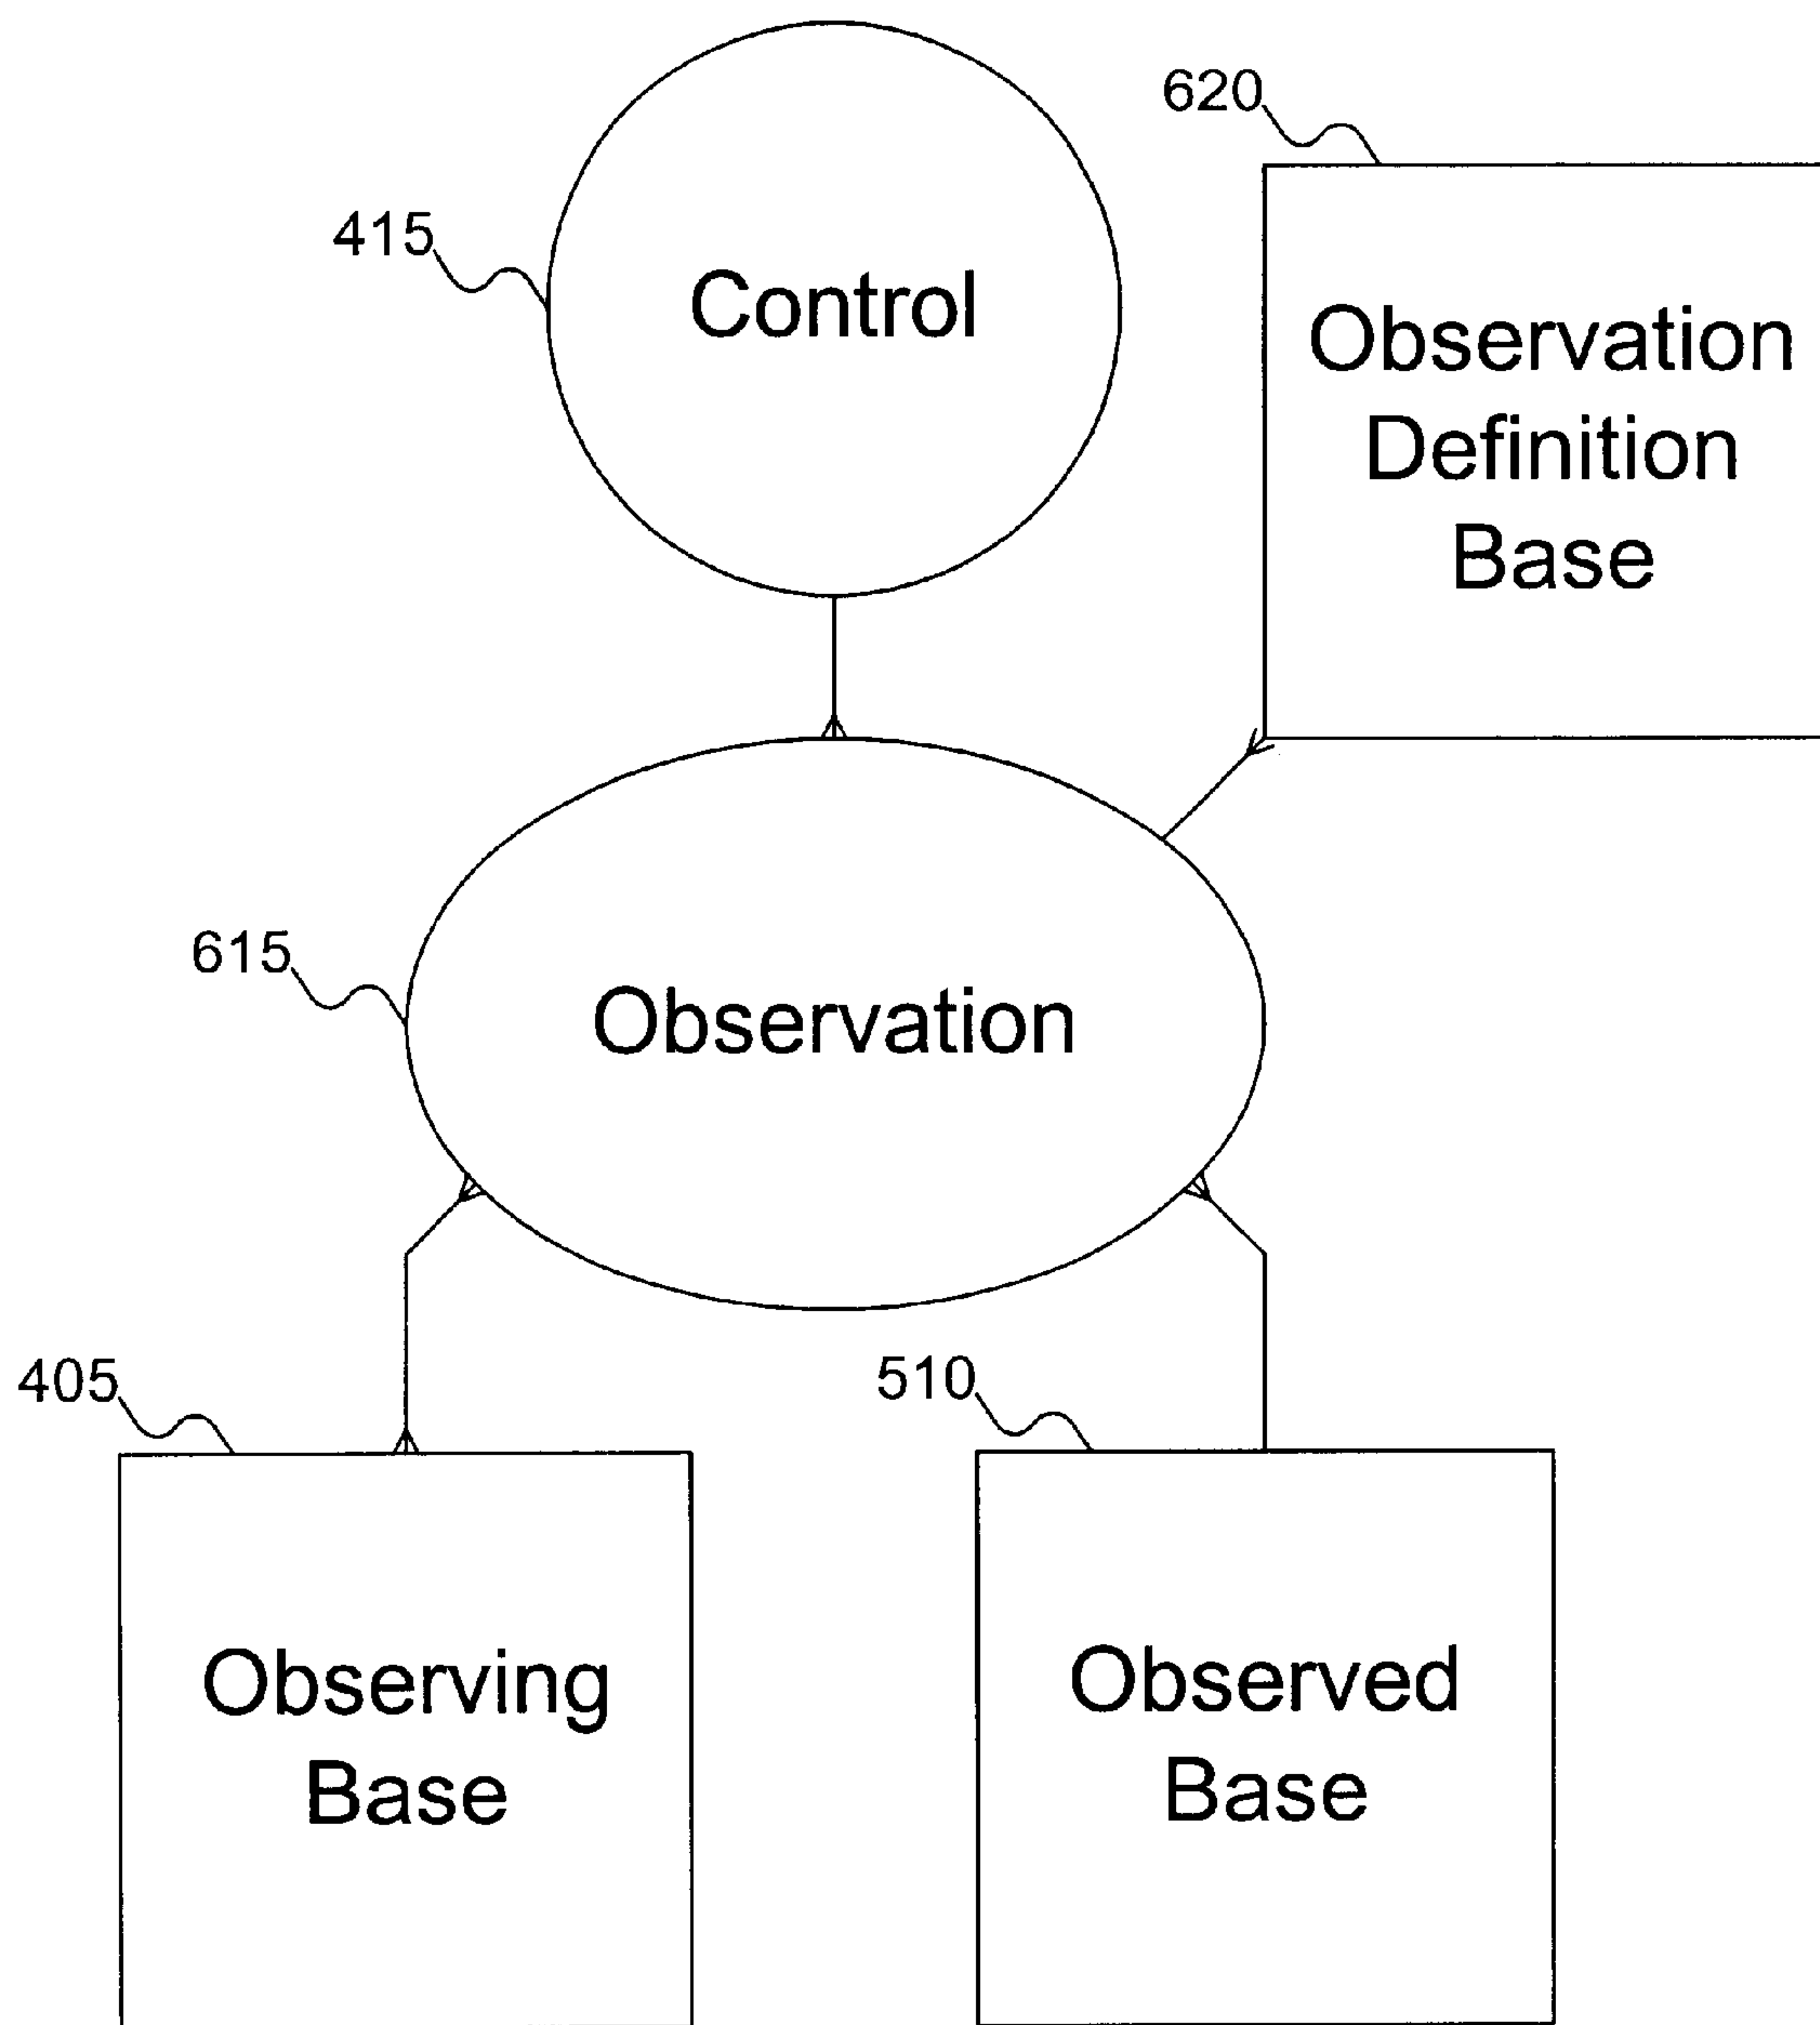 620
415
Control
Observation
Definition
Base
615
Observation
405
510
Observing
Base
Observed
Base